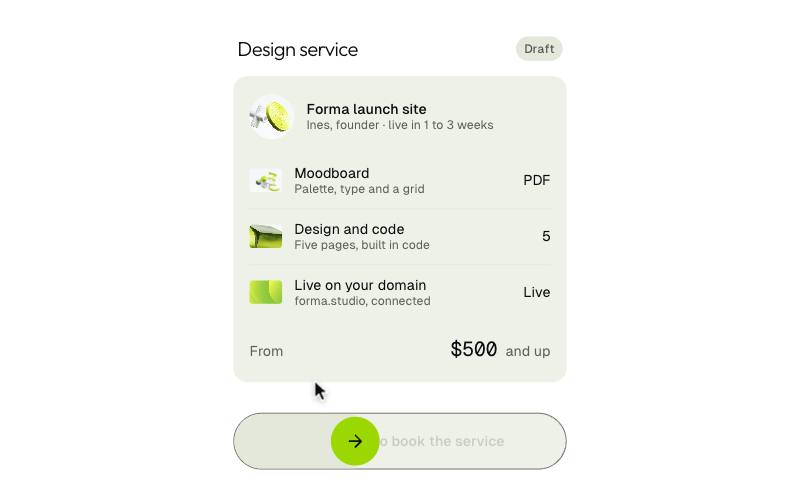 Design service
Draft
Forma launch site
Ines, founder · live in 1 to 3 weeks
Moodboard
Palette, type and a grid
PDF
Design and code
Five pages, built in code
5
Live on your domain
forma.studio, connected
Live
From
$500 and up
o book the service